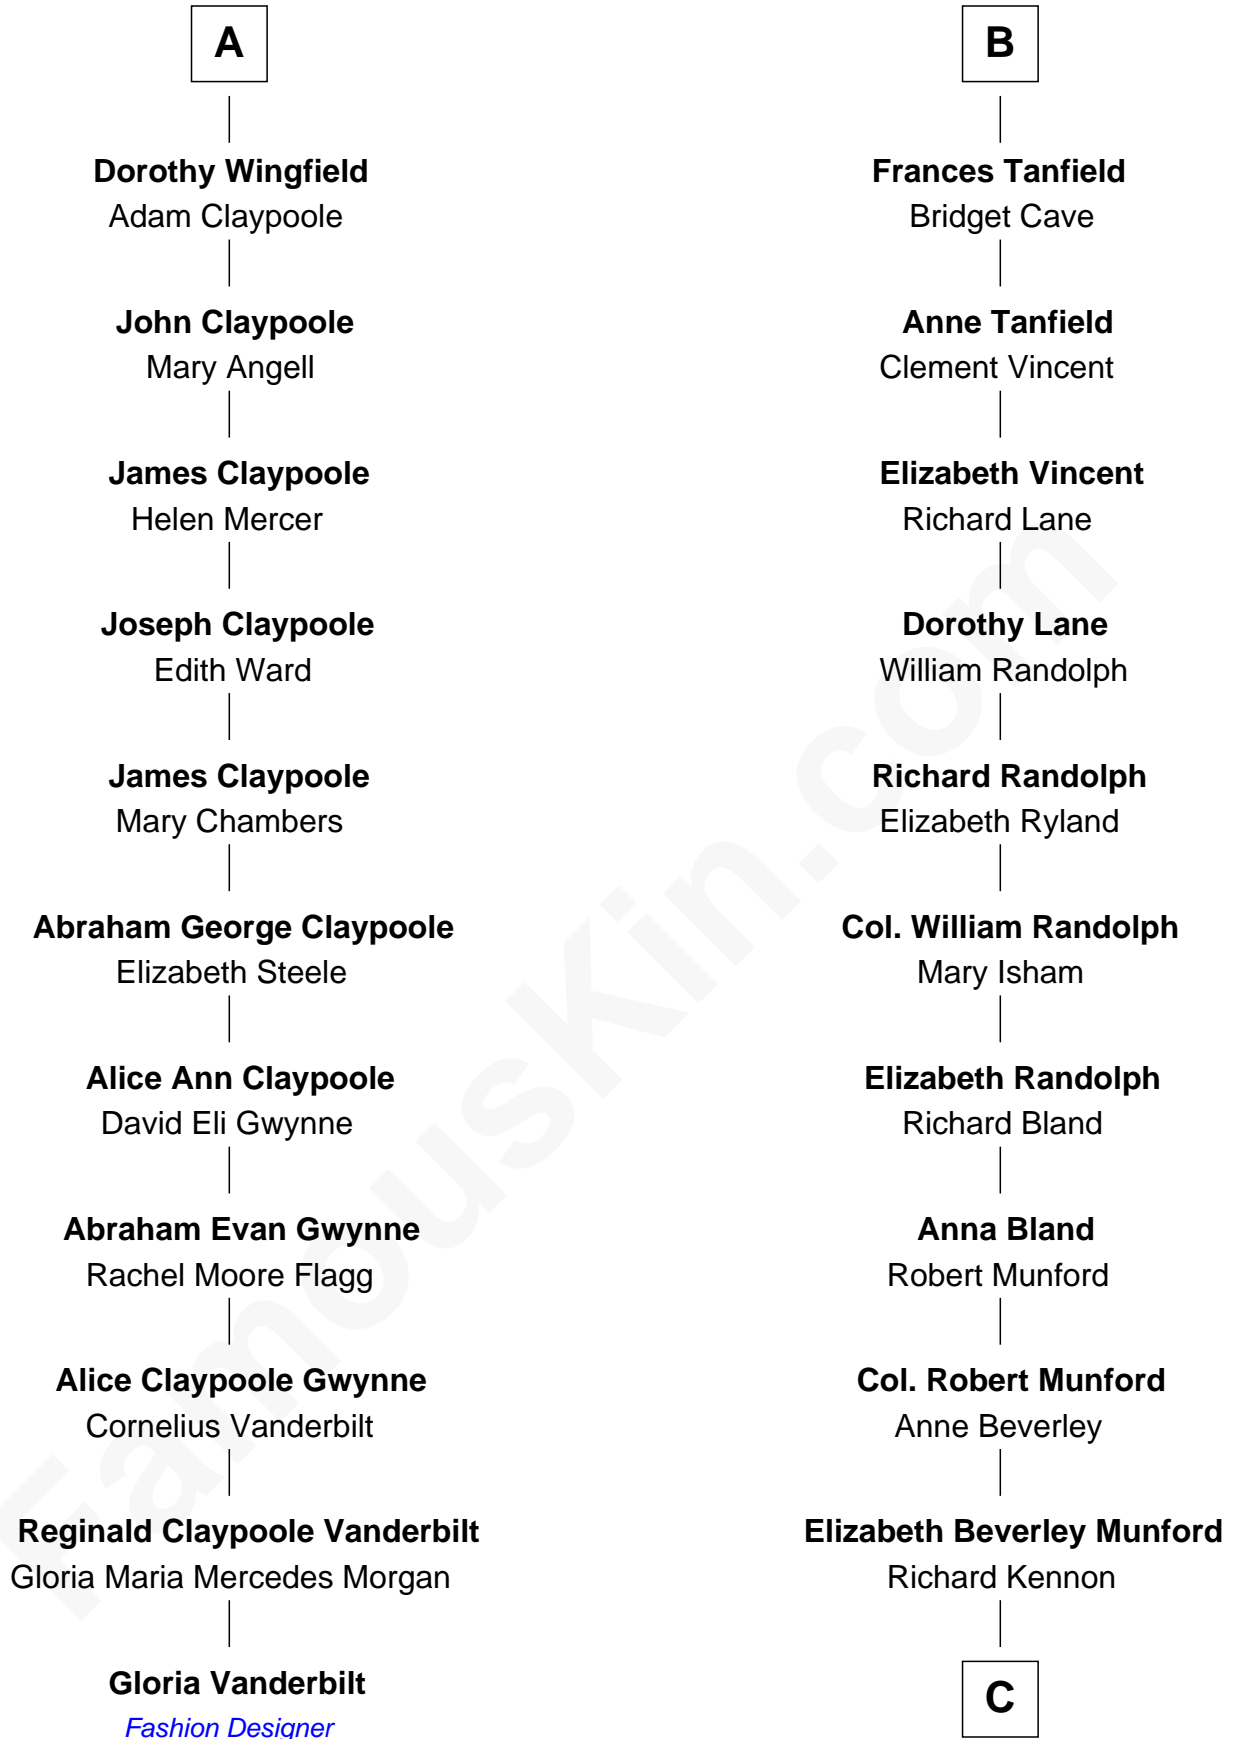 A
Dorothy Wingfield
Adam Claypoole
John Claypoole
Mary Angell
James Claypoole
Helen Mercer
Joseph Claypoole
Edith Ward
James Claypoole
Mary Chambers
Abraham George Claypoole
Elizabeth Steele
Alice Ann Claypoole
David Eli Gwynne
Abraham Evan Gwynne
Rachel Moore Flagg
Alice Claypoole Gwynne
Cornelius Vanderbilt
Reginald Claypoole Vanderbilt
Gloria Maria Mercedes Morgan
Gloria Vanderbilt
Fashion Designer
B
Frances Tanfield
Bridget Cave
Anne Tanfield
Clement Vincent
Elizabeth Vincent
Richard Lane
Dorothy Lane
William Randolph
Richard Randolph
Elizabeth Ryland
Col. William Randolph
Mary Isham
Elizabeth Randolph
Richard Bland
Anna Bland
Robert Munford
Col. Robert Munford
Anne Beverley
Elizabeth Beverley Munford
Richard Kennon
C
FamousKin.com